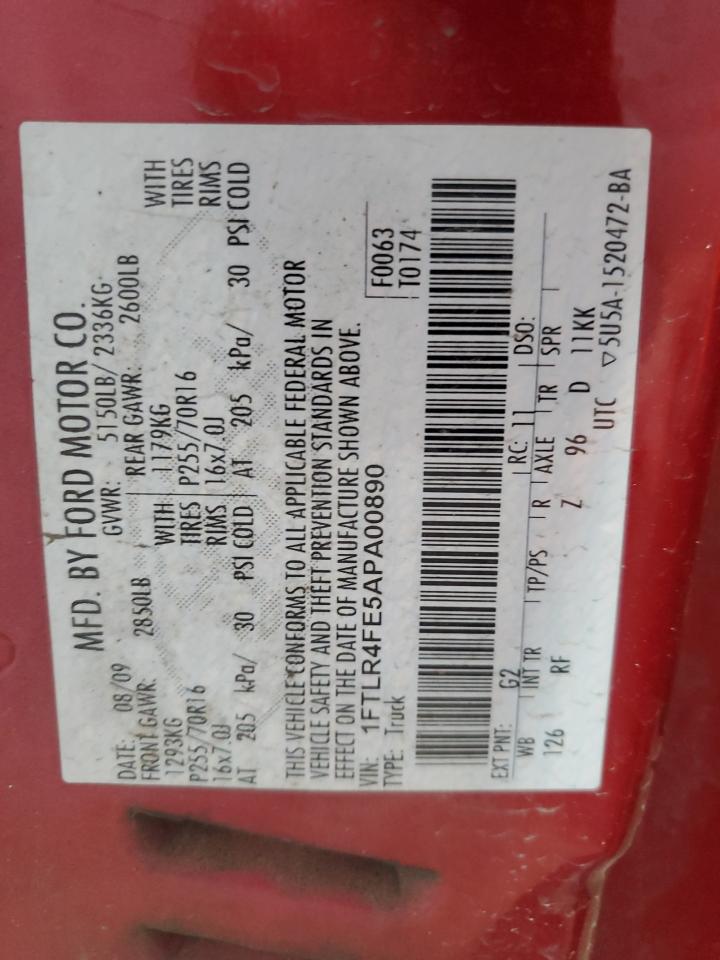 MFD. BY FORD MOTOR CO.
DATE: 08/09 GVWR: 5150LB/ 2336KG
FRONT GAWR: 2850LB REAR GAWR: 2600LB
1293KG WITH 1179KG WITH
P255/70R16 TIRES P255/70R16 TIRES
16x7.0J RIMS 16x7.0J RIMS
AT 205 kPa/ 30 PSI COLD AT 205 kPa/ 30 PSI COLD
THIS VEHICLE CONFORMS TO ALL APPLICABLE FEDERAL MOTOR
VEHICLE SAFETY AND THEFT PREVENTION STANDARDS IN
EFFECT ON THE DATE OF MANUFACTURE SHOWN ABOVE.
VIN: 1FTLR4FE5APA00890 F0063
TYPE: Truck T0174
EXT PNT: G2 RC: 11 DSO:
WB INT TR TP/PS R AXLE TR SPR
126 RF Z 96 D 11KK
UTC ▽5U5A-1520472-BA